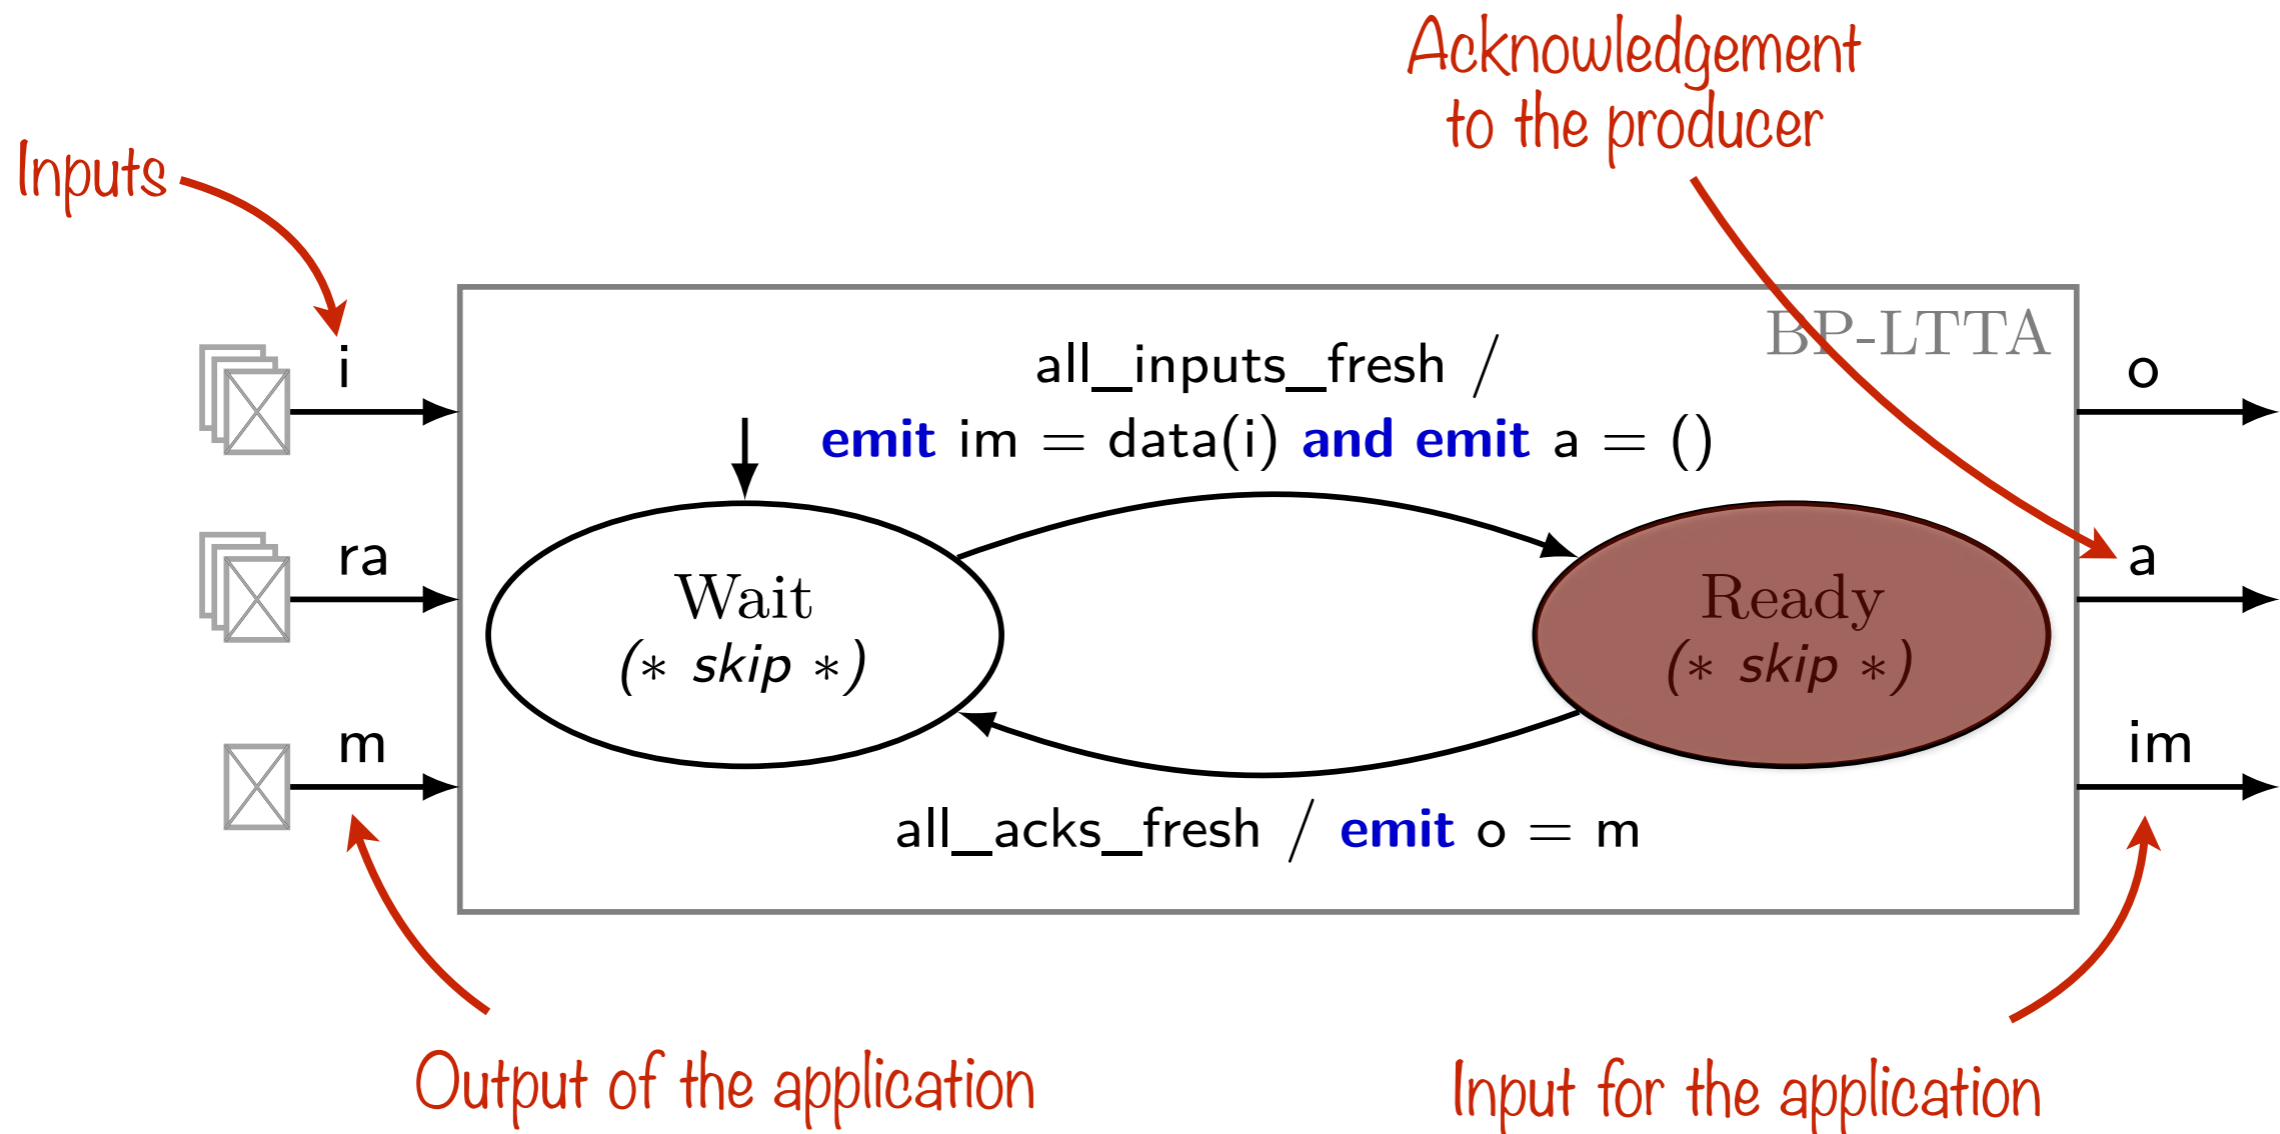 Acknowledgement
to the producer
Inputs
BP-LTTA
i
all_inputs_fresh /
o
emit im = data(i) and emit a = ()
ra
a
Wait
(* skip *)
Ready
(* skip *)
m
im
all_acks_fresh / emit o = m
Output of the application
Input for the application